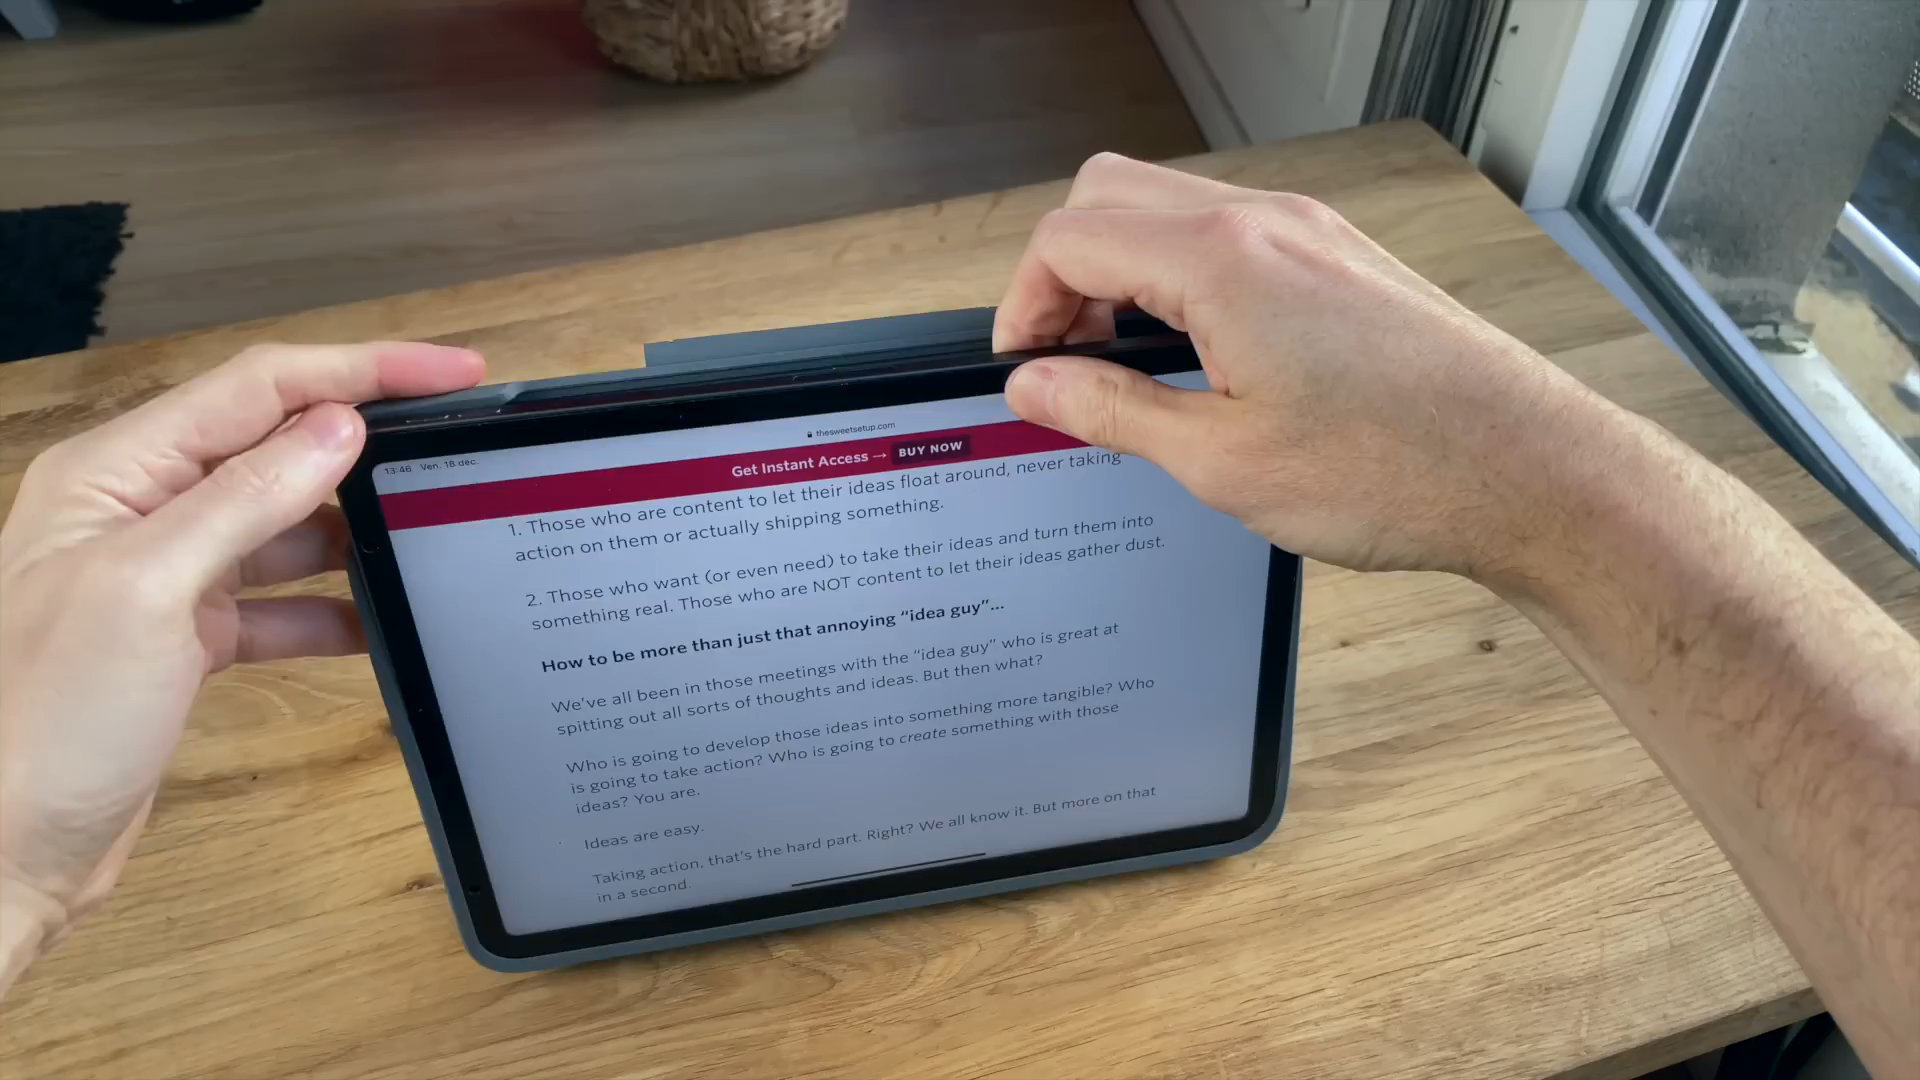 13:46 Ven. 18 déc.
thesweetsetup.com
Get Instant Access → BUY NOW
1. Those who are content to let their ideas float around, never taking
action on them or actually shipping something.
2. Those who want (or even need) to take their ideas and turn them into
something real. Those who are NOT content to let their ideas gather dust.
How to be more than just that annoying “idea guy”…
We’ve all been in those meetings with the “idea guy” who is great at
spitting out all sorts of thoughts and ideas. But then what?
Who is going to develop those ideas into something more tangible? Who
is going to take action? Who is going to create something with those
ideas? You are.
Ideas are easy.
Taking action, that’s the hard part. Right? We all know it. But more on that
in a second.